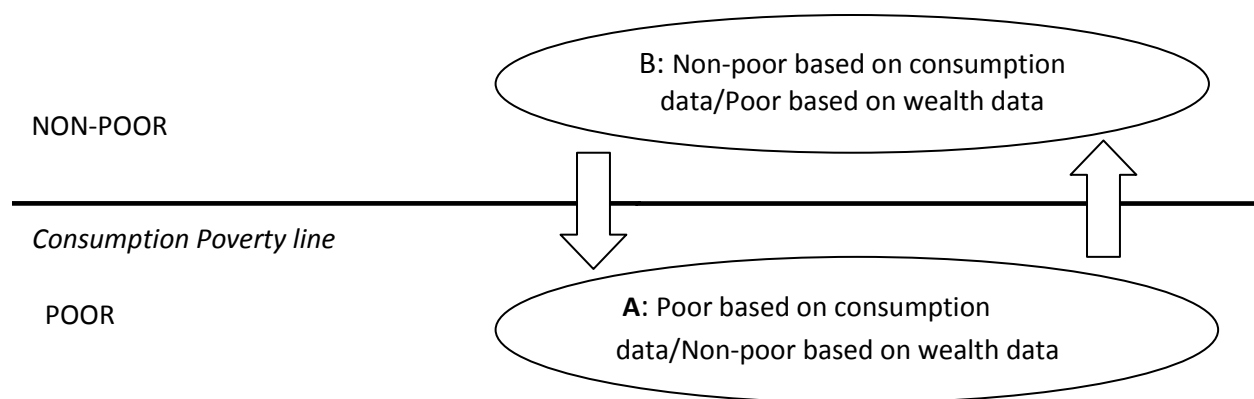 B: Non-poor based on consumption
data/Poor based on wealth data
NON-POOR
Consumption Poverty line
POOR
A: Poor based on consumption
data/Non-poor based on wealth data